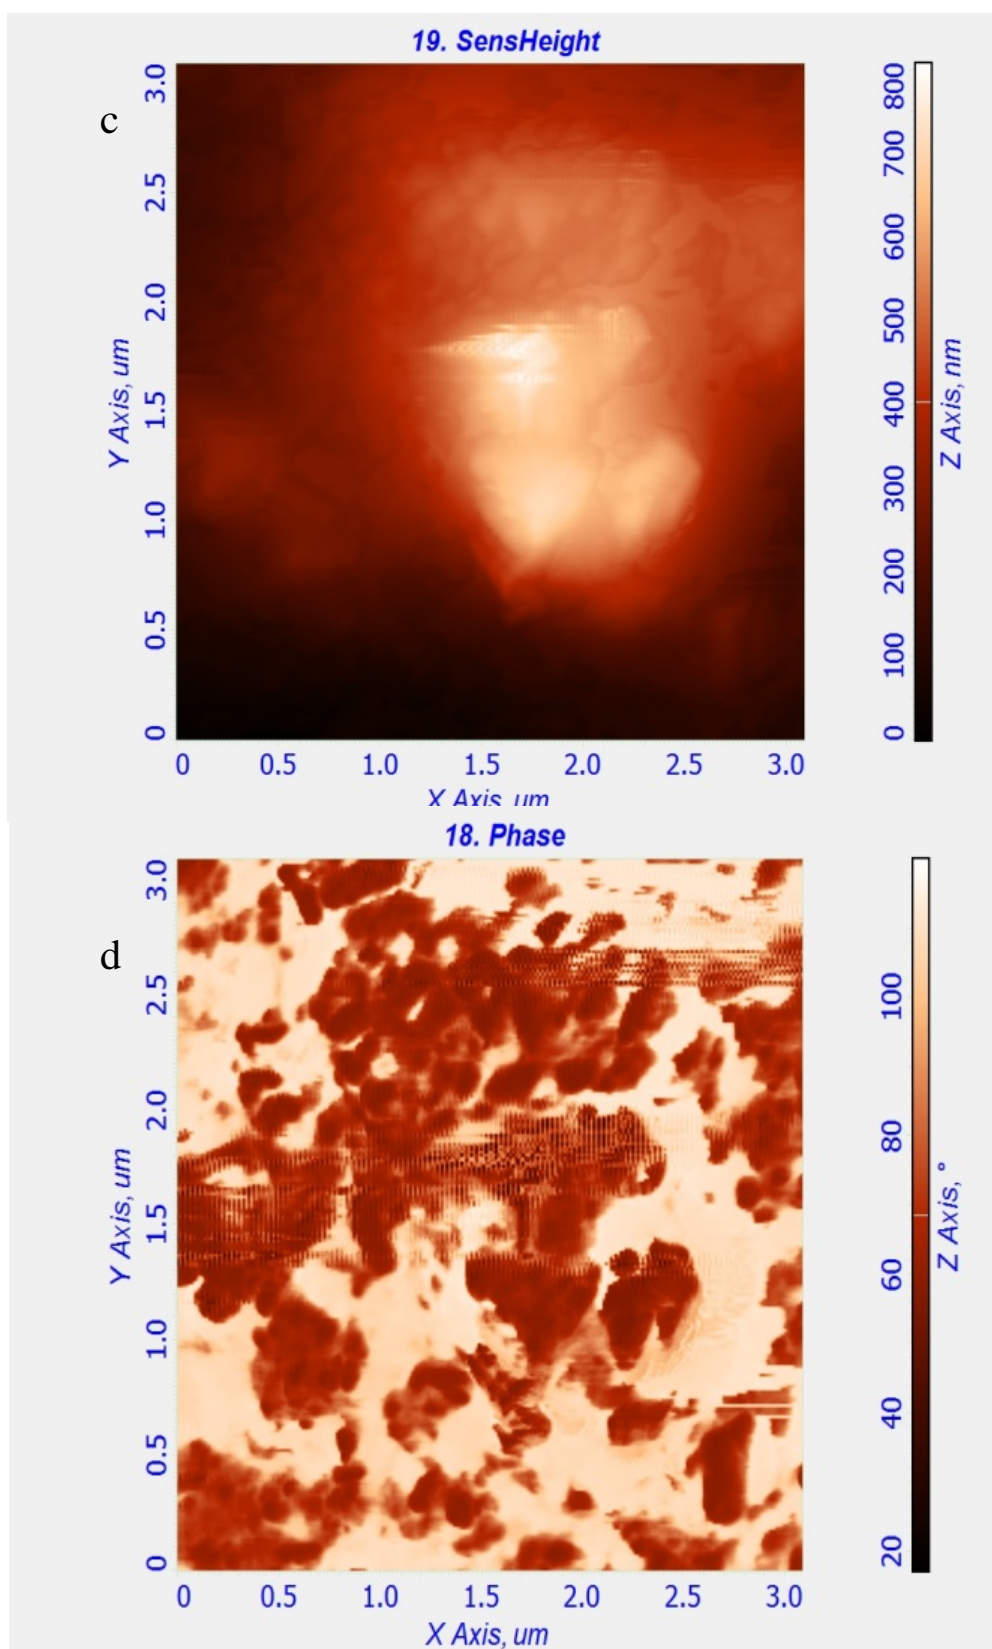 19. SensHeight
c
3.0
2.5
2.0
1.5
1.0
0.5
0
Y Axis, um
0 0.5 1.0 1.5 2.0 2.5 3.0
X Axis, um
800
700
600
500
400
300
200
100
0
Z Axis, nm
18. Phase
d
3.0
2.5
2.0
1.5
1.0
0.5
0
Y Axis, um
0 0.5 1.0 1.5 2.0 2.5 3.0
X Axis, um
100
80
60
40
20
Z Axis, °